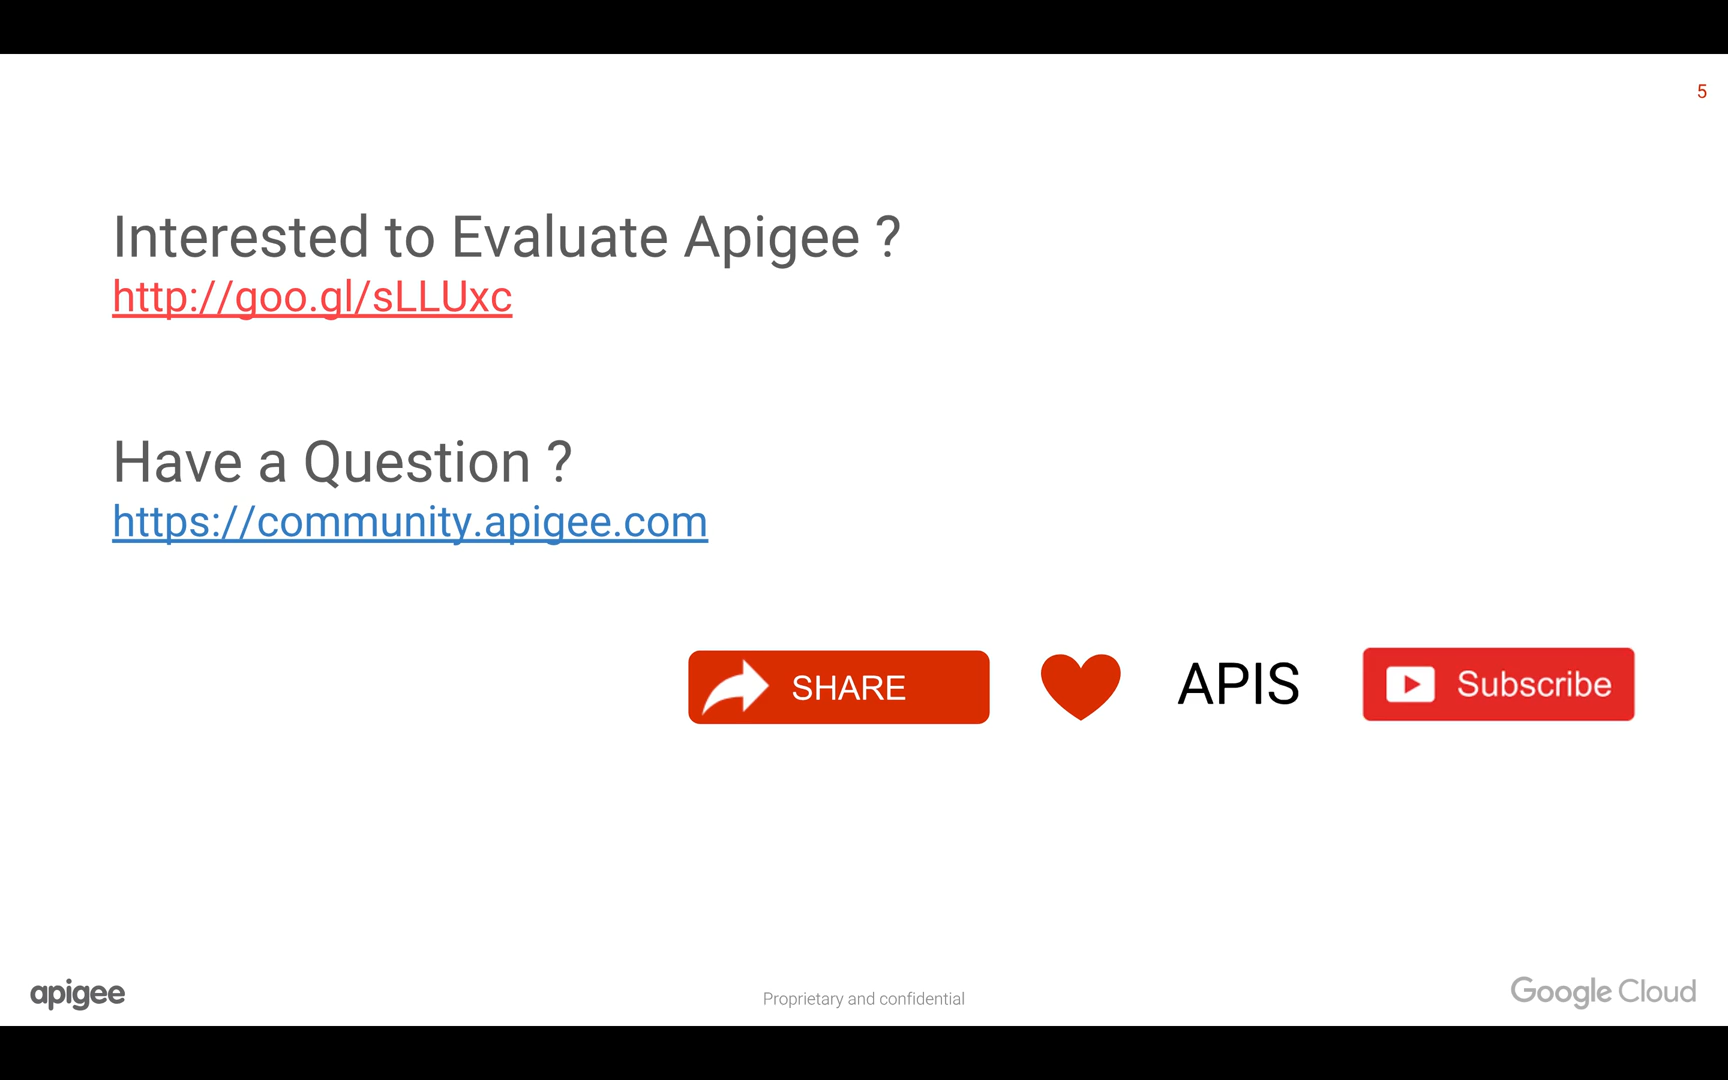 5
Interested to Evaluate Apigee ?
http://goo.gl/sLLUxc
Have a Question ?
https://community.apigee.com
SHARE APIS Subscribe
apigee Proprietary and confidential Google Cloud